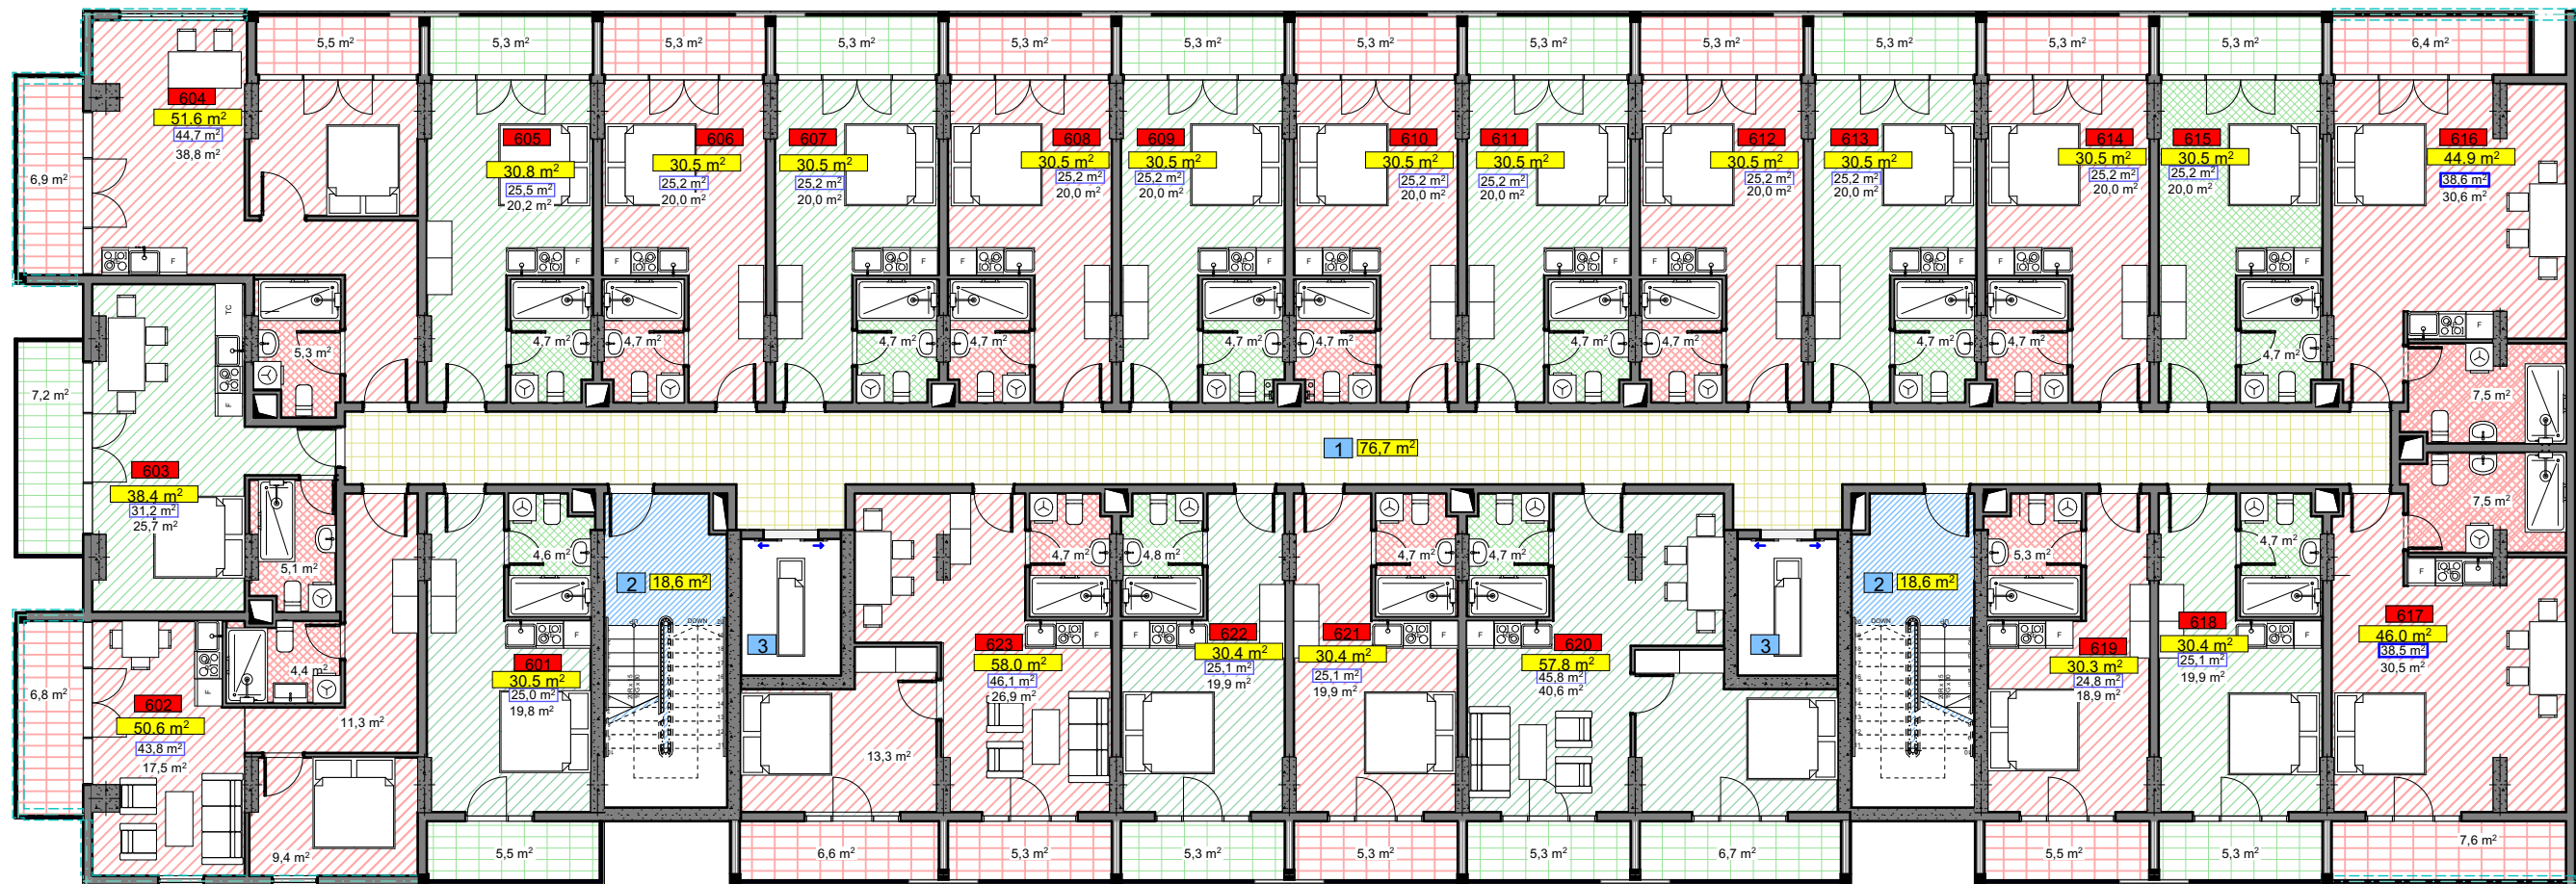 5,5 m²
5,3 m²
5,3 m²
5,3 m²
5,3 m²
5,3 m²
5,3 m²
5,3 m²
5,3 m²
5,3 m²
5,3 m²
5,3 m²
6,4 m²
604
51.6 m²
44,7 m²
38,8 m²
6,9 m²
F
605
30.8 m²
25,5 m²
20,2 m²
F
4,7 m²
606
30.5 m²
25,2 m²
20,0 m²
F
4,7 m²
607
30.5 m²
25,2 m²
20,0 m²
F
4,7 m²
608
30.5 m²
25,2 m²
20,0 m²
F
4,7 m²
609
30.5 m²
25,2 m²
20,0 m²
F
4,7 m²
610
30.5 m²
25,2 m²
20,0 m²
F
4,7 m²
611
30.5 m²
25,2 m²
20,0 m²
F
4,7 m²
612
30.5 m²
25,2 m²
20,0 m²
F
4,7 m²
613
30.5 m²
25,2 m²
20,0 m²
F
4,7 m²
614
30.5 m²
25,2 m²
20,0 m²
F
4,7 m²
615
30.5 m²
25,2 m²
20,0 m²
F
4,7 m²
616
44.9 m²
38,6 m²
30,6 m²
F
7,5 m²
5,3 m²
TC
F
7,2 m²
603
38.4 m²
31,2 m²
25,7 m²
5,1 m²
1 76,7 m²
7,5 m²
6,8 m²
602
50.6 m²
43,8 m²
17,5 m²
F
4,4 m²
11,3 m²
9,4 m²
4,6 m²
F
601
30.5 m²
25,0 m²
19,8 m²
5,5 m²
2 18,6 m²
UP
DOWN
3
13,3 m²
6,6 m²
4,7 m²
F
623
58.0 m²
46,1 m²
26,9 m²
5,3 m²
4,8 m²
F
622
30.4 m²
25,1 m²
19,9 m²
5,3 m²
4,7 m²
F
621
30.4 m²
25,1 m²
19,9 m²
5,3 m²
4,7 m²
F
620
57.8 m²
45,8 m²
40,6 m²
5,3 m²
6,7 m²
3
2 18,6 m²
DOWN
UP
5,3 m²
F
619
30.3 m²
24,8 m²
18,9 m²
5,5 m²
4,7 m²
F
618
30.4 m²
25,1 m²
19,9 m²
5,3 m²
F
617
46.0 m²
38,5 m²
30,5 m²
7,6 m²